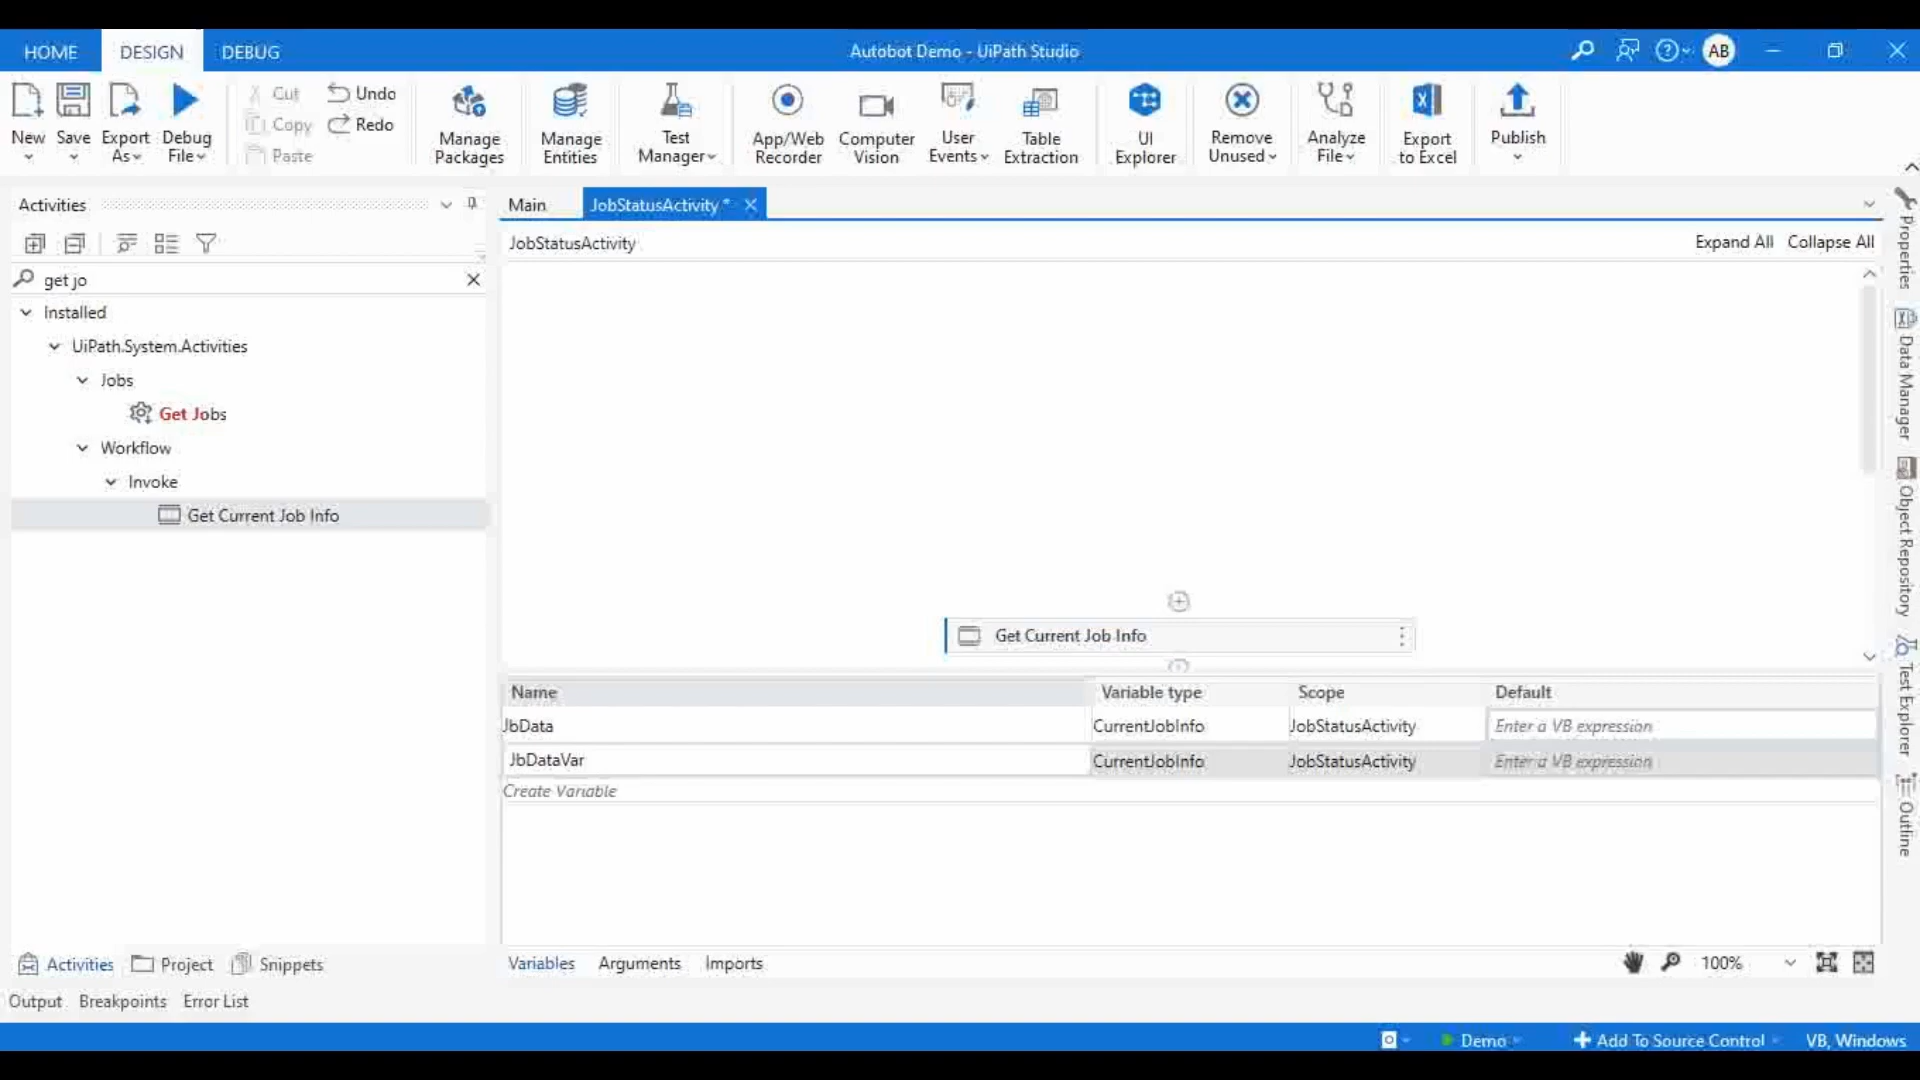 HOME DESIGN DEBUG Autobot Demo - UiPath Studio AB
New Save Export As Debug File Cut Copy Paste Undo Redo Manage Packages Manage Entities Test Manager App/Web Recorder Computer Vision User Events Table Extraction UI Explorer Remove Unused Analyze File Export to Excel Publish
Activities
get jo
Installed
UiPath.System.Activities
Jobs
Get Jobs
Workflow
Invoke
Get Current Job Info
Main JobStatusActivity *
JobStatusActivity Expand All Collapse All
Get Current Job Info
Name Variable type Scope Default
JbData CurrentJobInfo JobStatusActivity Enter a VB expression
JbDataVar CurrentJobInfo JobStatusActivity Enter a VB expression
Create Variable
Variables Arguments Imports 100%
Properties
Data Manager
Object Repository
Test Explorer
Outline
Activities Project Snippets
Output Breakpoints Error List
Demo Add To Source Control VB, Windows